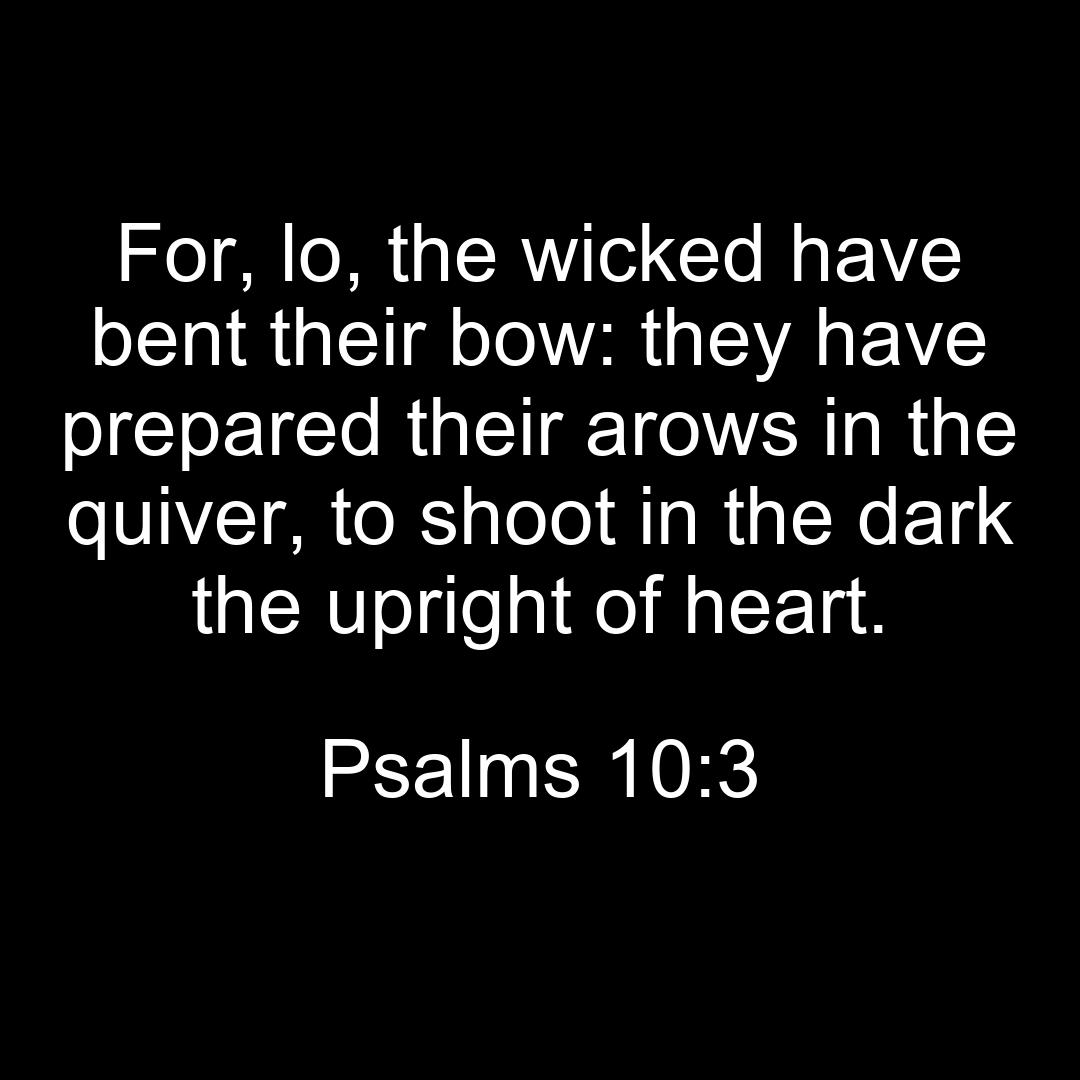 For, lo, the wicked have
bent their bow: they have
prepared their arows in the
quiver, to shoot in the dark
the upright of heart.
Psalms 10:3